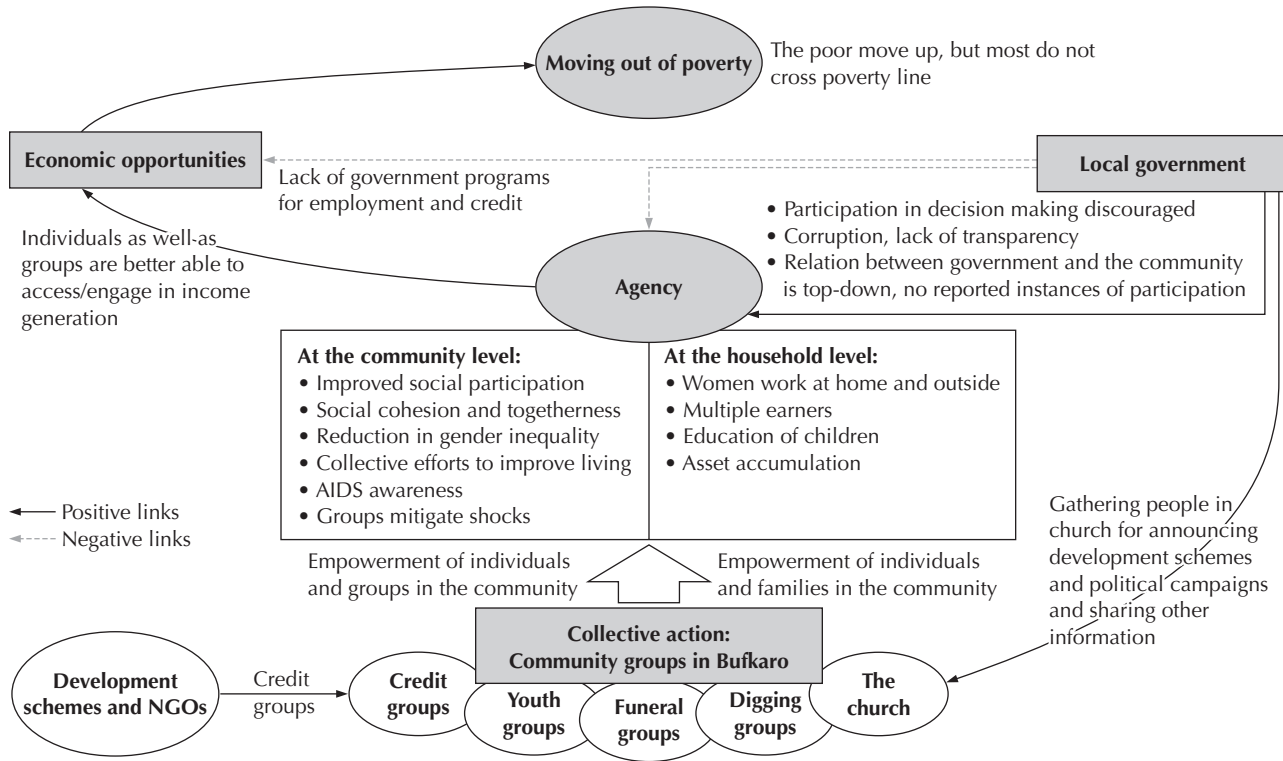 Moving out of poverty
The poor move up, but most do not
cross poverty line
Economic opportunities
Local government
Lack of government programs
for employment and credit
• Participation in decision making discouraged
• Corruption, lack of transparency
• Relation between government and the community
is top-down, no reported instances of participation
Individuals as well-as
groups are better able to
access/engage in income
generation
Agency
At the community level:
• Improved social participation
• Social cohesion and togetherness
• Reduction in gender inequality
• Collective efforts to improve living
• AIDS awareness
• Groups mitigate shocks
At the household level:
• Women work at home and outside
• Multiple earners
• Education of children
• Asset accumulation
Positive links
Negative links
Gathering people in
church for announcing
development schemes
and political campaigns
and sharing other
information
Empowerment of individuals
and groups in the community
Empowerment of individuals
and families in the community
Collective action:
Community groups in Bufkaro
Development
schemes and NGOs
Credit
groups
Credit
groups
Youth
groups
Funeral
groups
Digging
groups
The
church